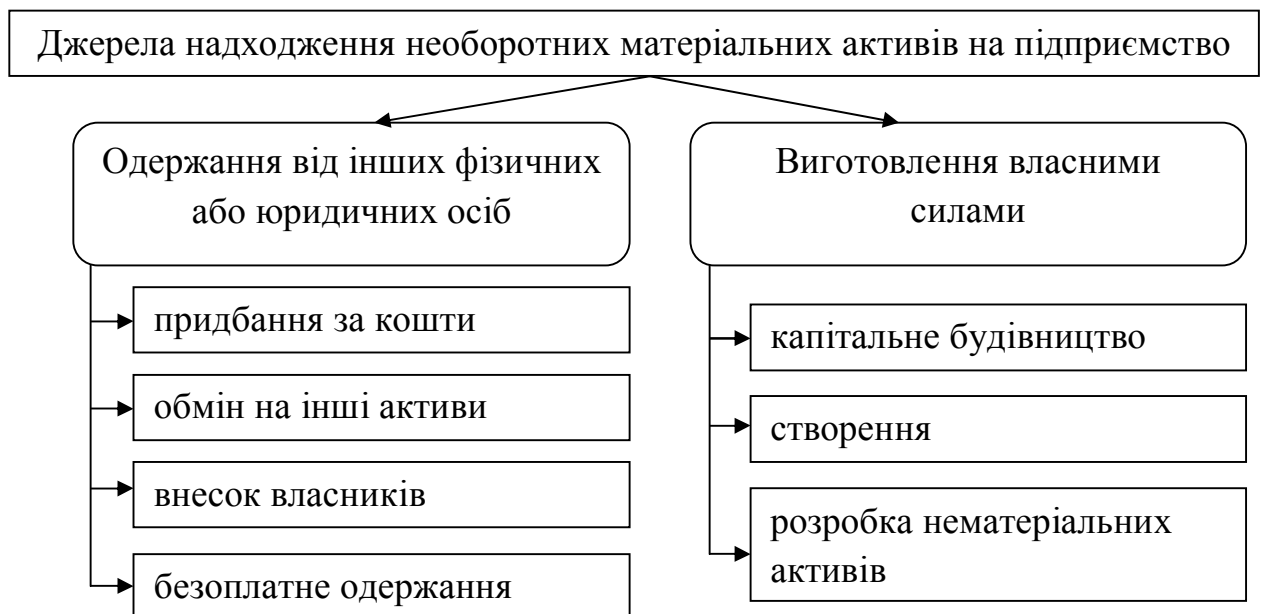 Джерела надходження необоротних матеріальних активів на підприємство
Одержання від інших фізичних
або юридичних осіб
придбання за кошти
обмін на інші активи
внесок власників
безоплатне одержання
Виготовлення власними
силами
капітальне будівництво
створення
розробка нематеріальних
активів